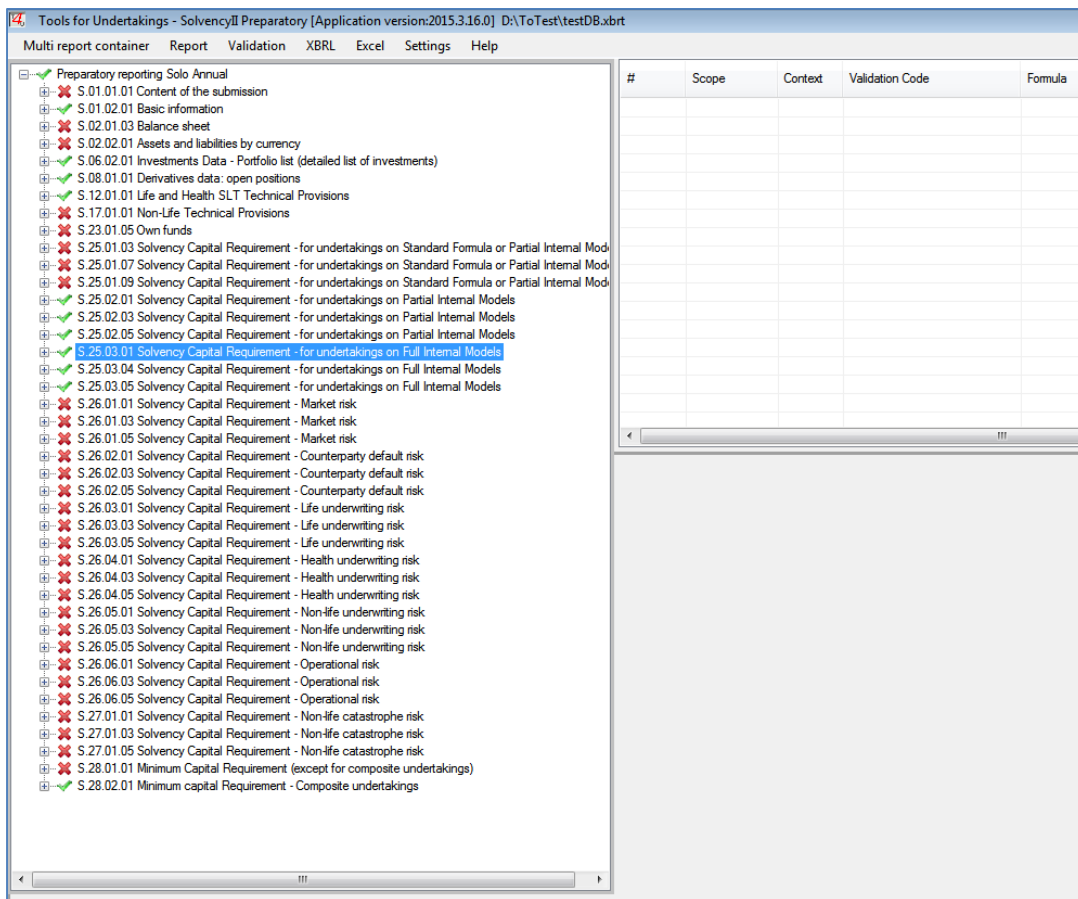 Tools for Undertakings - SolvencyII Preparatory [Application version:2015.3.16.0] D:\ToTest\testDB.xbrt
Multi report container Report Validation XBRL Excel Settings Help
Preparatory reporting Solo Annual
S.01.01.01 Content of the submission
S.01.02.01 Basic information
S.02.01.03 Balance sheet
S.02.02.01 Assets and liabilities by currency
S.06.02.01 Investments Data - Portfolio list (detailed list of investments)
S.08.01.01 Derivatives data: open positions
S.12.01.01 Life and Health SLT Technical Provisions
S.17.01.01 Non-Life Technical Provisions
S.23.01.05 Own funds
S.25.01.03 Solvency Capital Requirement - for undertakings on Standard Formula or Partial Internal Mod
S.25.01.07 Solvency Capital Requirement - for undertakings on Standard Formula or Partial Internal Mod
S.25.01.09 Solvency Capital Requirement - for undertakings on Standard Formula or Partial Internal Mod
S.25.02.01 Solvency Capital Requirement - for undertakings on Partial Internal Models
S.25.02.03 Solvency Capital Requirement - for undertakings on Partial Internal Models
S.25.02.05 Solvency Capital Requirement - for undertakings on Partial Internal Models
S.25.03.01 Solvency Capital Requirement - for undertakings on Full Internal Models
S.25.03.04 Solvency Capital Requirement - for undertakings on Full Internal Models
S.25.03.05 Solvency Capital Requirement - for undertakings on Full Internal Models
S.26.01.01 Solvency Capital Requirement - Market risk
S.26.01.03 Solvency Capital Requirement - Market risk
S.26.01.05 Solvency Capital Requirement - Market risk
S.26.02.01 Solvency Capital Requirement - Counterparty default risk
S.26.02.03 Solvency Capital Requirement - Counterparty default risk
S.26.02.05 Solvency Capital Requirement - Counterparty default risk
S.26.03.01 Solvency Capital Requirement - Life underwriting risk
S.26.03.03 Solvency Capital Requirement - Life underwriting risk
S.26.03.05 Solvency Capital Requirement - Life underwriting risk
S.26.04.01 Solvency Capital Requirement - Health underwriting risk
S.26.04.03 Solvency Capital Requirement - Health underwriting risk
S.26.04.05 Solvency Capital Requirement - Health underwriting risk
S.26.05.01 Solvency Capital Requirement - Non-life underwriting risk
S.26.05.03 Solvency Capital Requirement - Non-life underwriting risk
S.26.05.05 Solvency Capital Requirement - Non-life underwriting risk
S.26.06.01 Solvency Capital Requirement - Operational risk
S.26.06.03 Solvency Capital Requirement - Operational risk
S.26.06.05 Solvency Capital Requirement - Operational risk
S.27.01.01 Solvency Capital Requirement - Non-life catastrophe risk
S.27.01.03 Solvency Capital Requirement - Non-life catastrophe risk
S.27.01.05 Solvency Capital Requirement - Non-life catastrophe risk
S.28.01.01 Minimum Capital Requirement (except for composite undertakings)
S.28.02.01 Minimum capital Requirement - Composite undertakings
# Scope Context Validation Code Formula